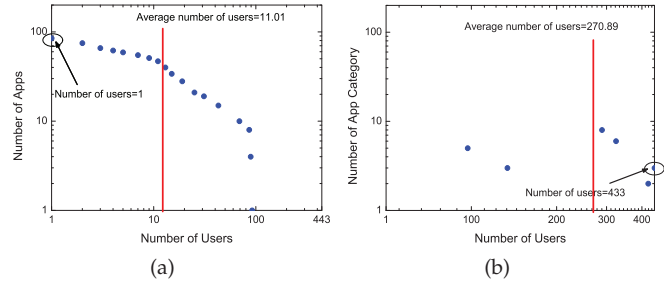 Average number of users=11.01
100
10
1
Number of Apps
Number of users=1
1
10
100
443
Number of Users
(a)
Average number of users=270.89
100
10
1
Number of App Category
Number of users=433
1
100
200
300
400
Number of Users
(b)